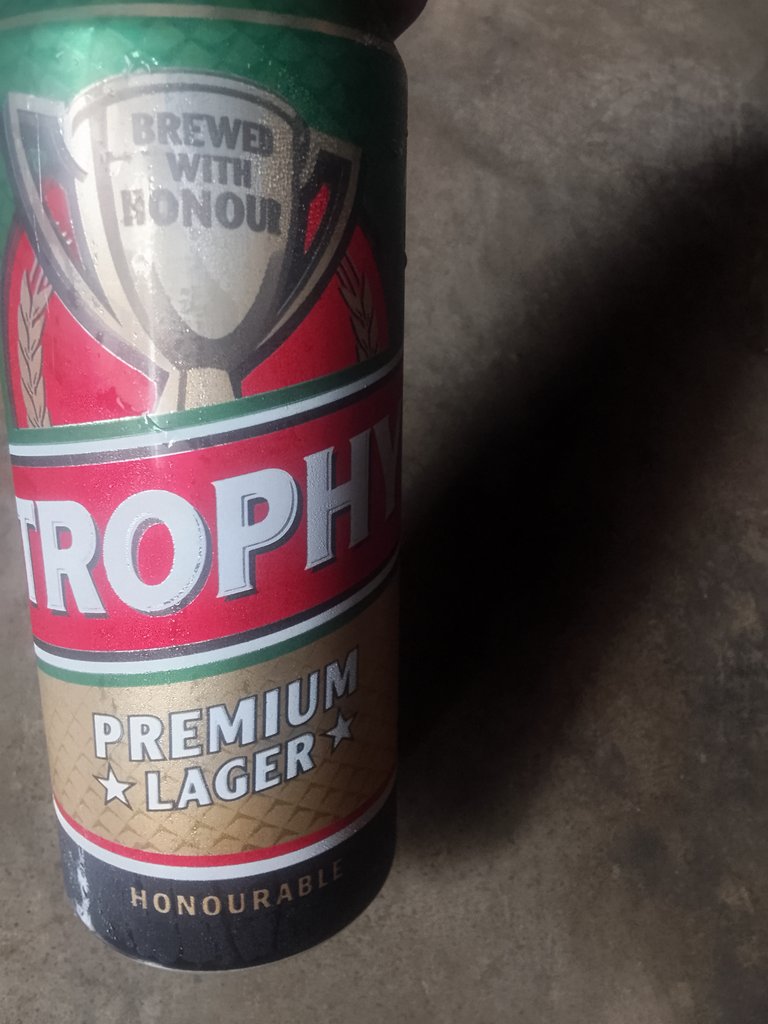 BREWED
WITH
HONOUR
TROPHY
PREMIUM
LAGER
HONOURABLE